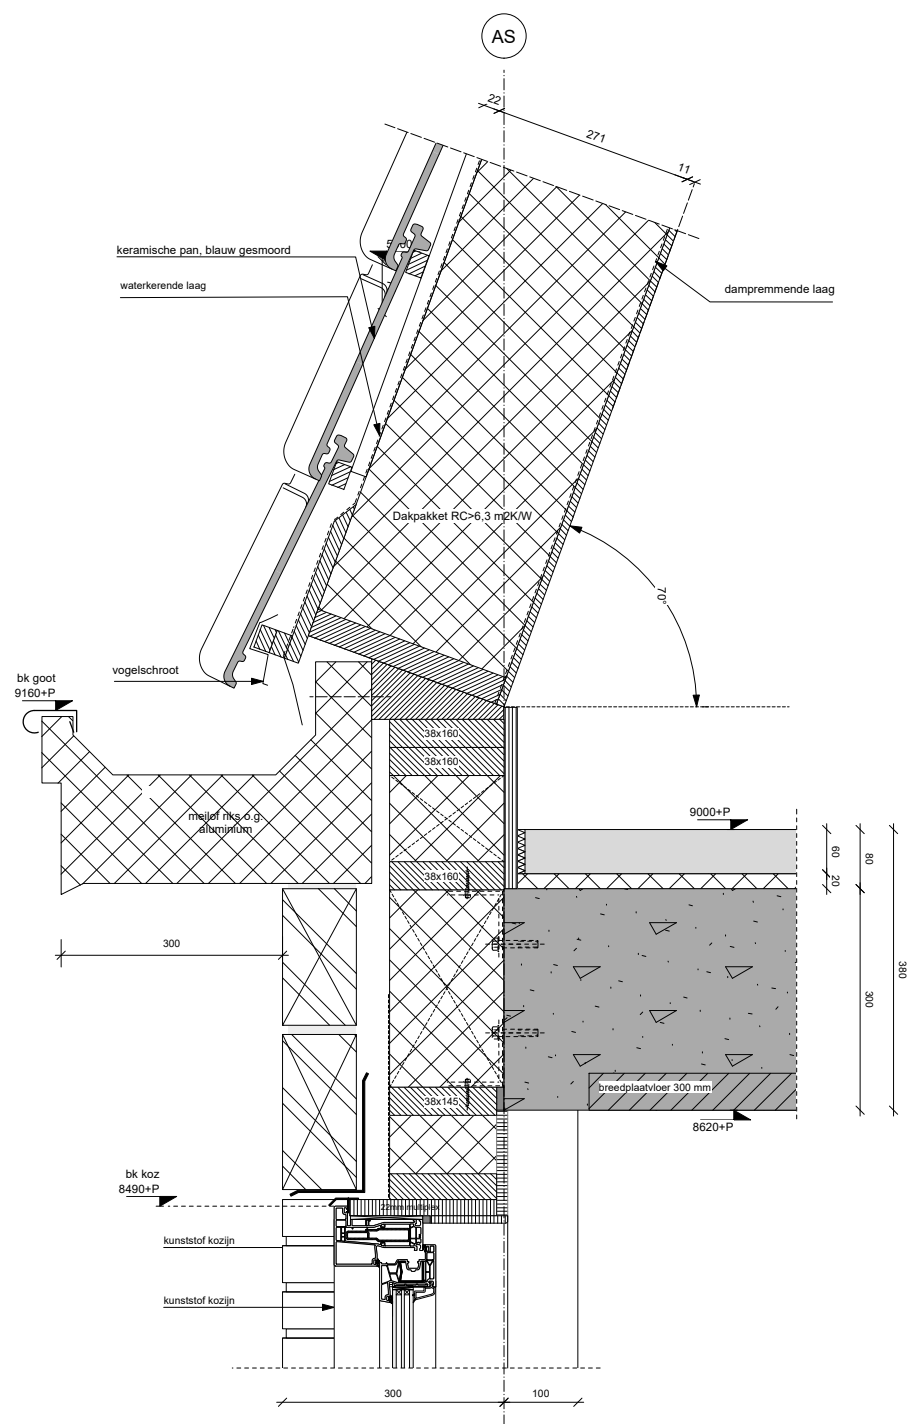 AS
22
271
11
keramische pan, blauw gesmoord
waterkerende laag
dampremmende laag
Dakpakket RC>6,3 m2K/W
70°
vogelschroot
bk goot
9160+P
38x160
38x160
meilof riks o.g.
aluminium
9000+P
60
80
20
38x160
300
380
300
breedplaatvloer 300 mm
38x145
8620+P
bk koz
8490+P
22mm multiplex
kunststof kozijn
kunststof kozijn
300
100